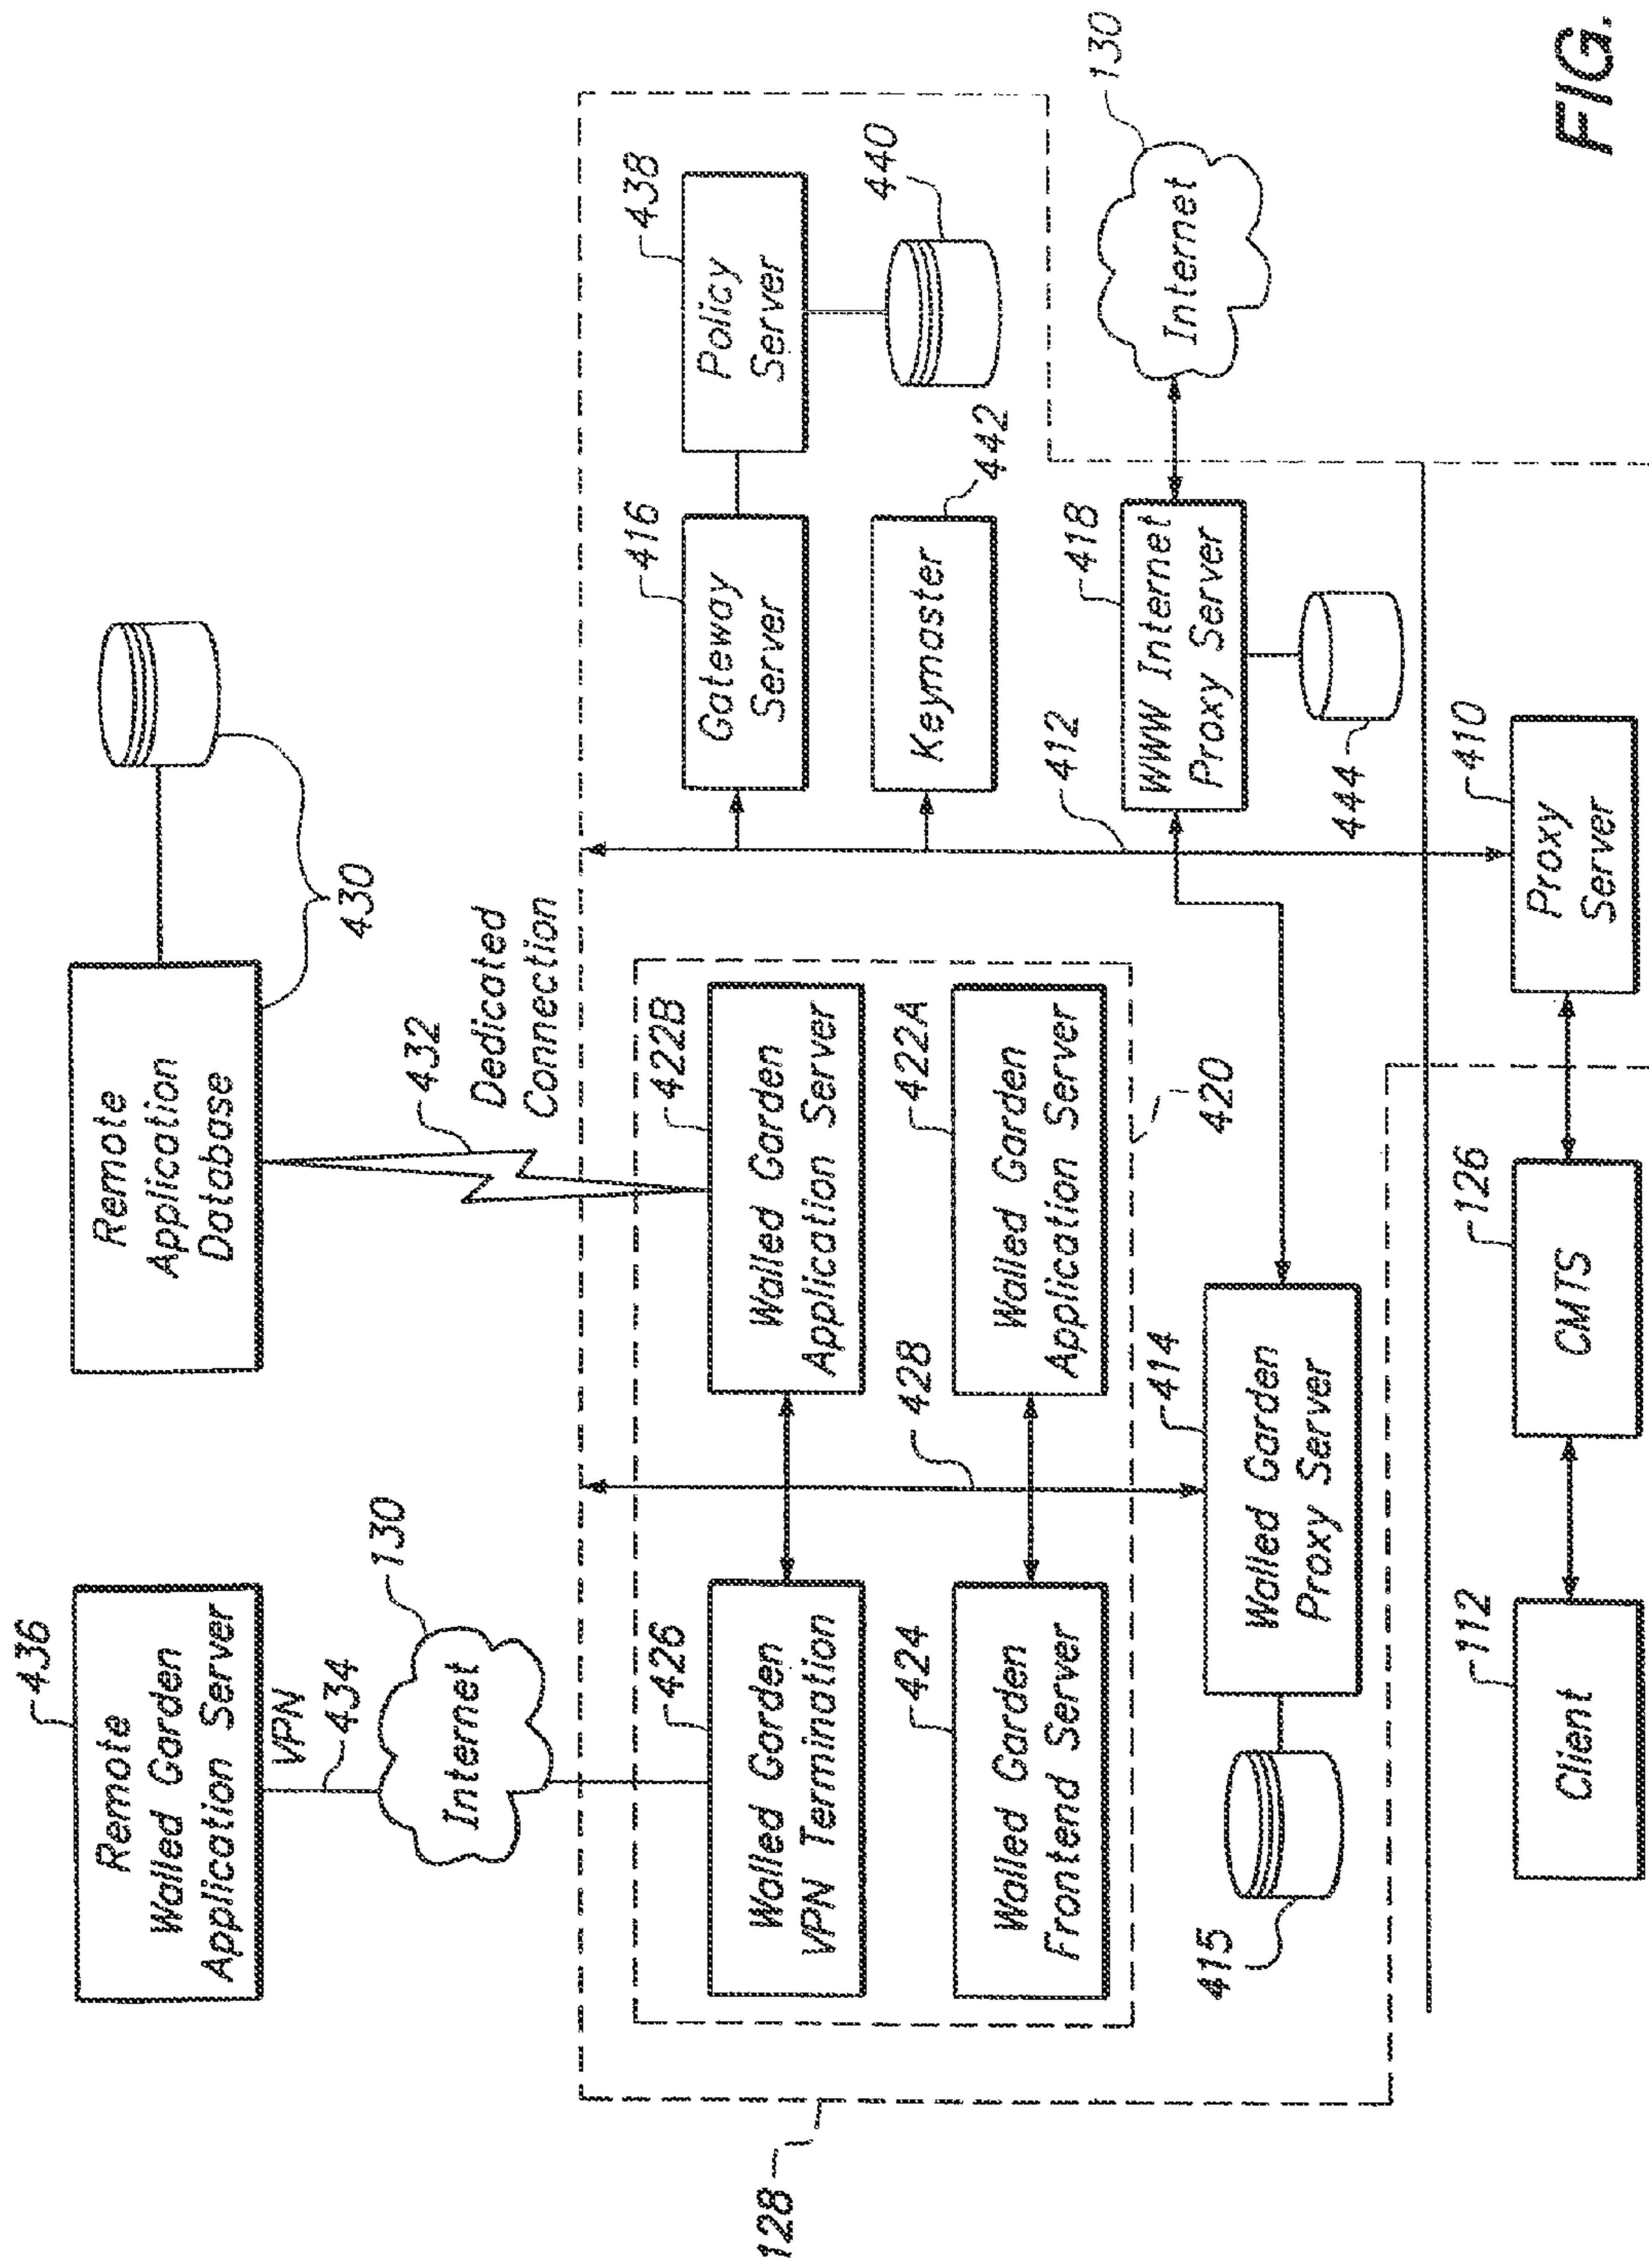 436
Remote
Walled Garden
Application Server
VPN
434
130
Internet
Remote
Application
Database
430
432
Dedicated
Connection
128
426
Walled Garden
VPN Termination
422B
Walled Garden
Application Server
428
424
Walled Garden
Frontend Server
422A
Walled Garden
Application Server
420
415
414
Walled Garden
Proxy Server
416
Gateway
Server
438
Policy
Server
440
442
Keymaster
412
418
WWW Internet
Proxy Server
444
130
Internet
112
Client
126
CMTS
410
Proxy
Server
FIG.